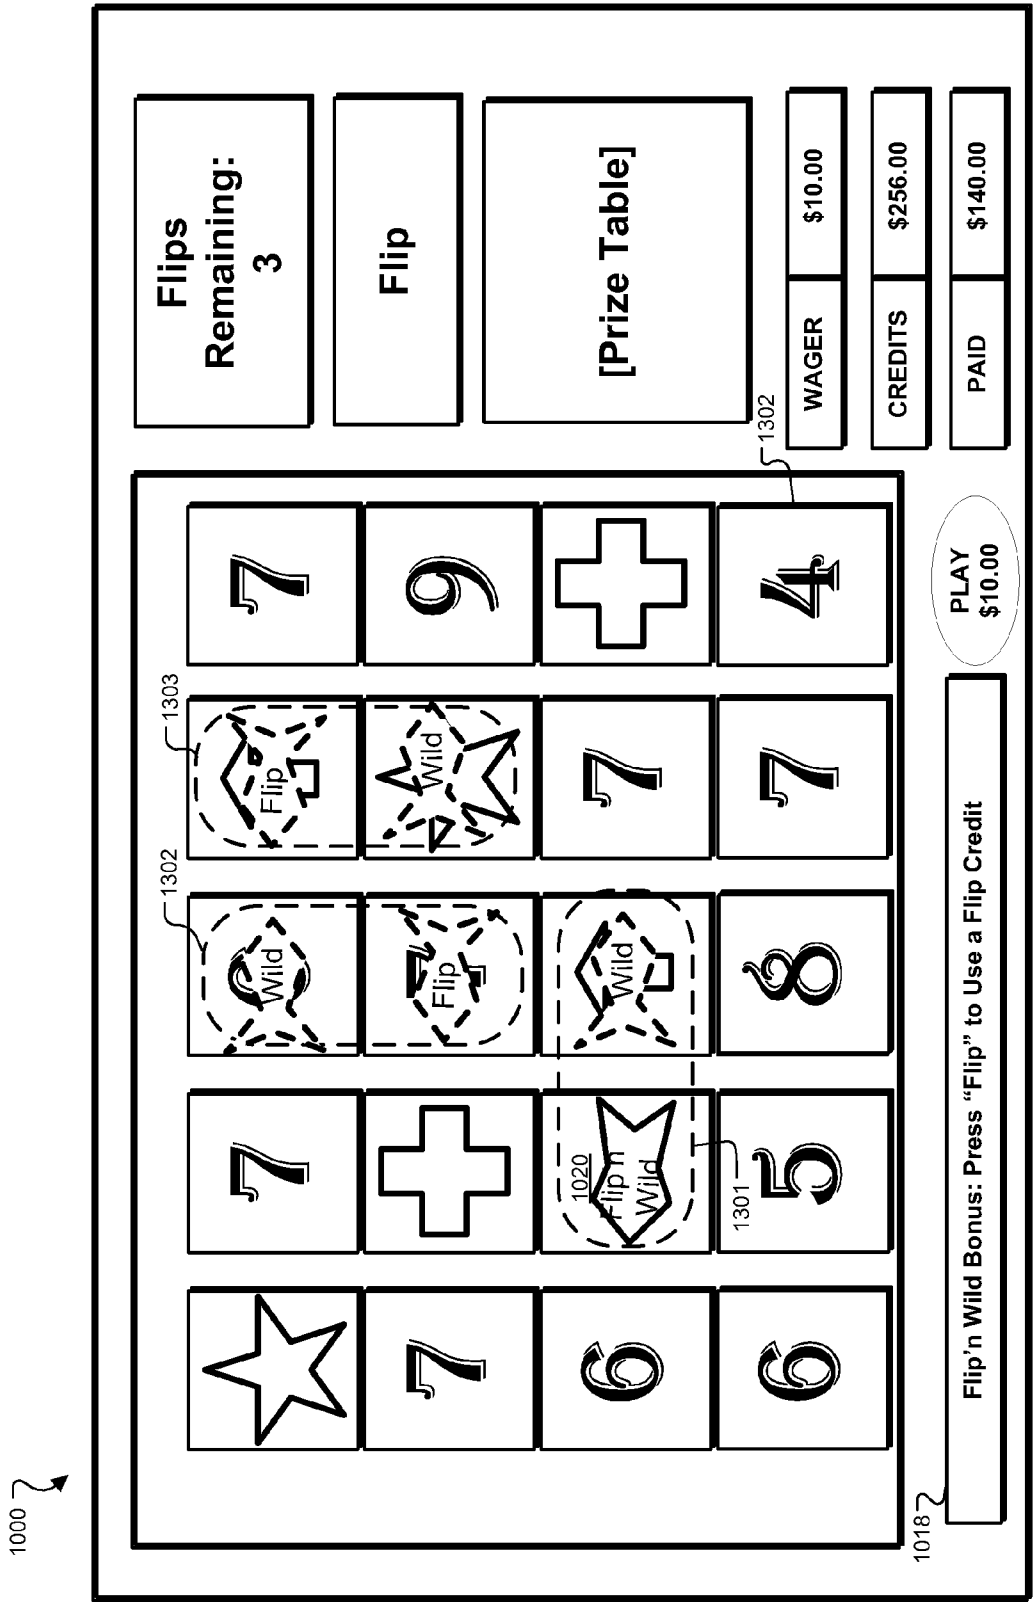 1000
1302
1303
Flips
Remaining:
3
7 Wild Flip 7
Flip
7 Flip Wild 9
1020
Flip n
Wild
6 Wild 7
[Prize Table]
1301
1302
6 5 8 7 4
WAGER $10.00
CREDITS $256.00
PAID $140.00
1018
Flip'n Wild Bonus: Press “Flip” to Use a Flip Credit
PLAY
$10.00